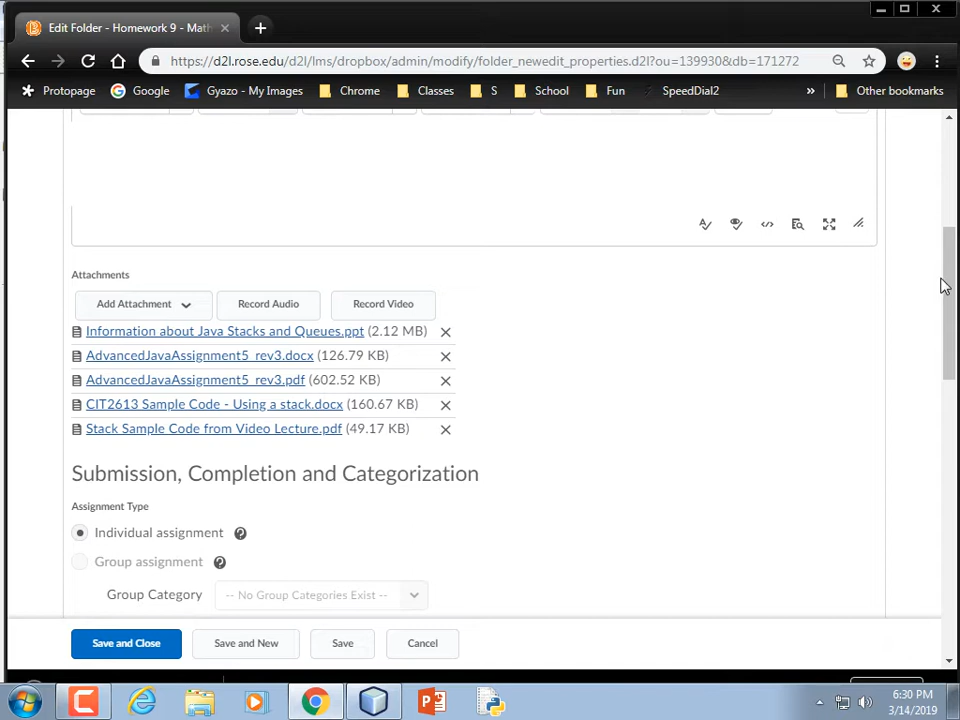 Edit Folder - Homework 9 - Math
https://d2l.rose.edu/d2l/lms/dropbox/admin/modify/folder_newedit_properties.d2l?ou=139930&db=171272
Protopage Google Gyazo - My Images Chrome Classes S School Fun SpeedDial2 » Other bookmarks
Attachments
Add Attachment Record Audio Record Video
Information about Java Stacks and Queues.ppt (2.12 MB)
AdvancedJavaAssignment5_rev3.docx (126.79 KB)
AdvancedJavaAssignment5_rev3.pdf (602.52 KB)
CIT2613 Sample Code - Using a stack.docx (160.67 KB)
Stack Sample Code from Video Lecture.pdf (49.17 KB)
Submission, Completion and Categorization
Assignment Type
Individual assignment
Group assignment
Group Category -- No Group Categories Exist --
Save and Close Save and New Save Cancel
6:30 PM
3/14/2019